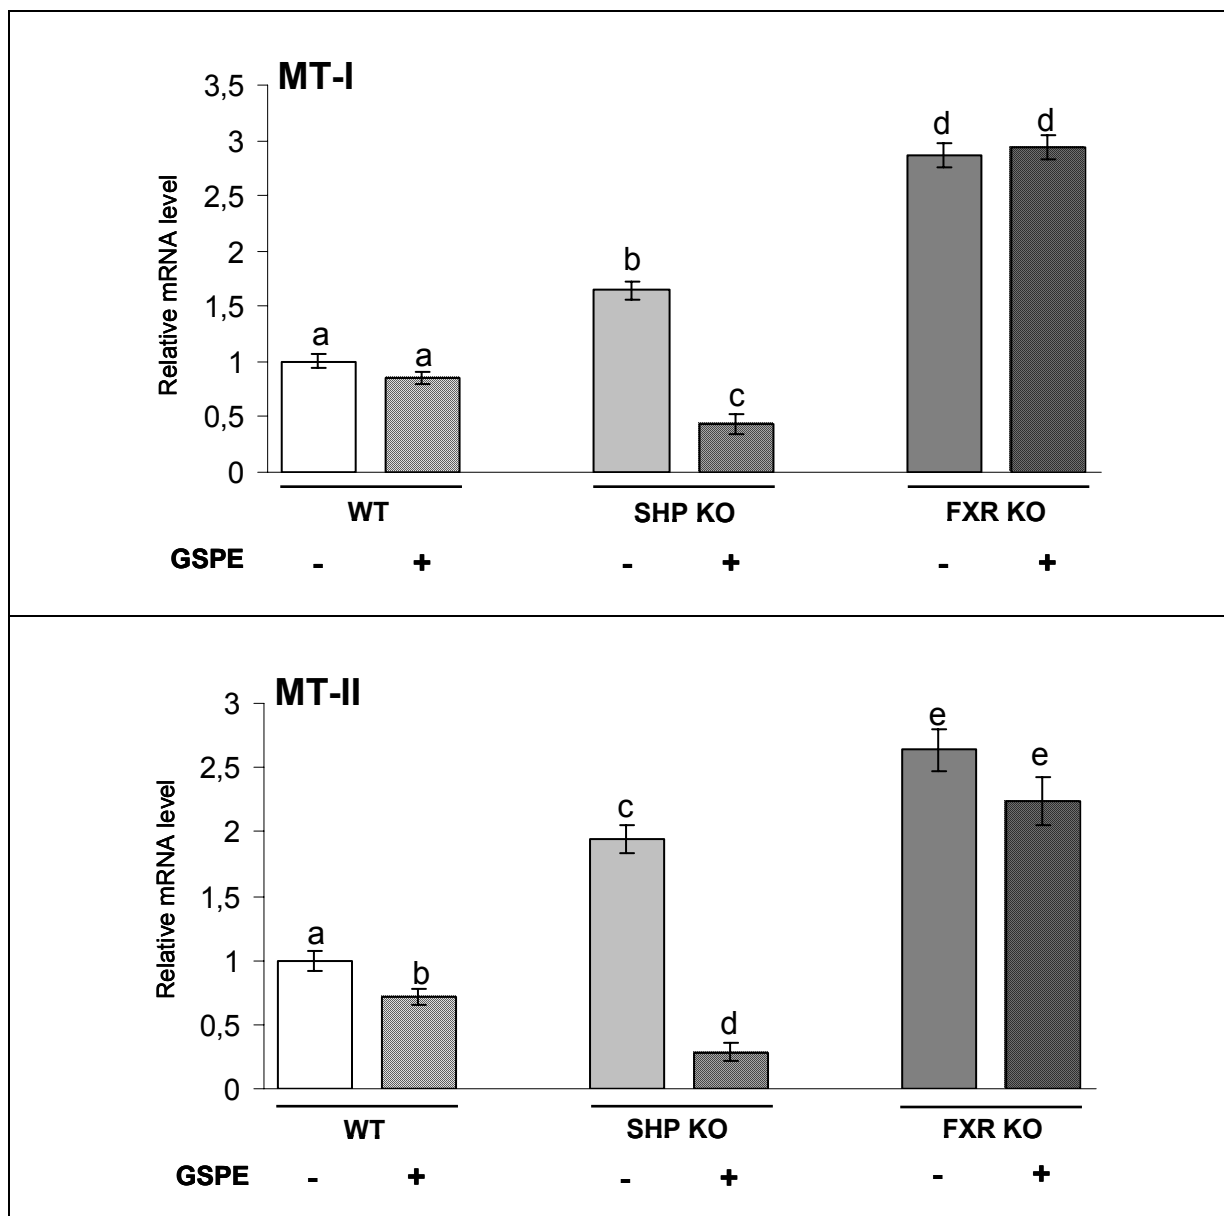 MT-I
3,5
3
2,5
2
1,5
1
0,5
0
Relative mRNA level
a a b c d d
WT SHP KO FXR KO
GSPE - + - + - +
MT-II
3
2,5
2
1,5
1
0,5
0
Relative mRNA level
a b c d e e
WT SHP KO FXR KO
GSPE - + - + - +